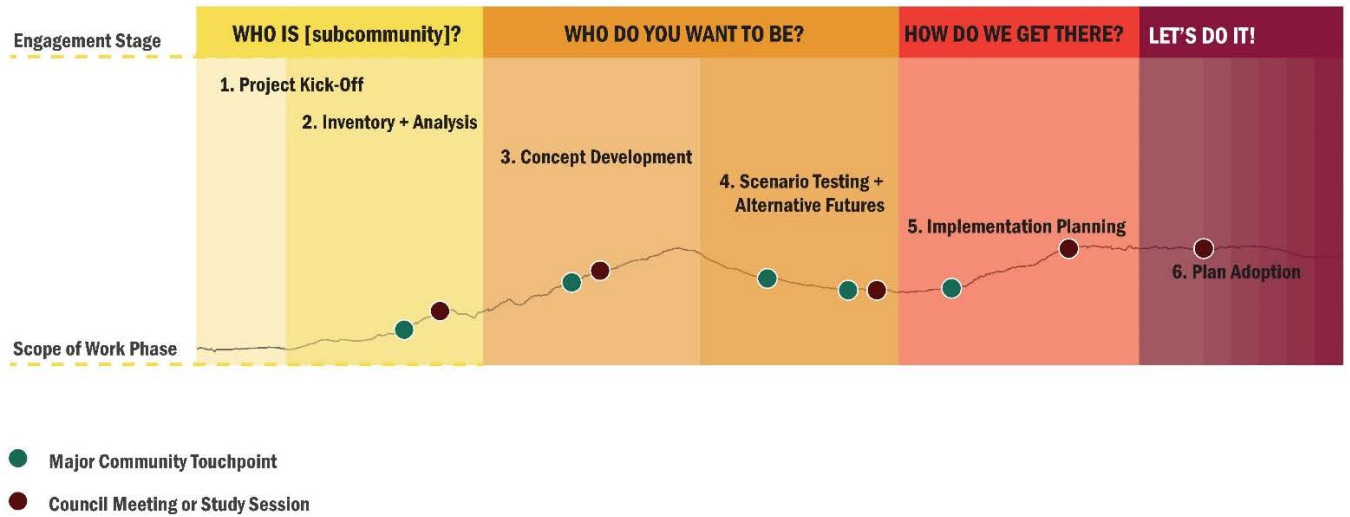 Engagement Stage
WHO IS [subcommunity]?
WHO DO YOU WANT TO BE?
HOW DO WE GET THERE?
LET'S DO IT!
1. Project Kick-Off
2. Inventory + Analysis
3. Concept Development
4. Scenario Testing +
Alternative Futures
5. Implementation Planning
6. Plan Adoption
Scope of Work Phase
Major Community Touchpoint
Council Meeting or Study Session